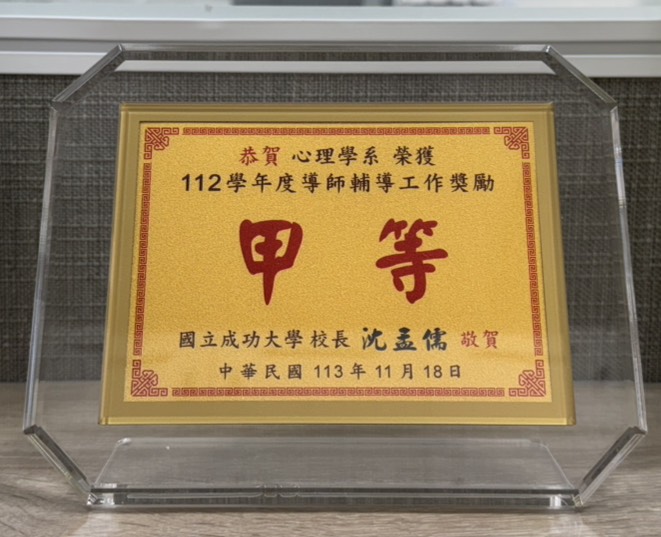 恭賀 心理學系 榮獲
112學年度導師輔導工作獎勵
甲等
國立成功大學 校長 沈孟儒 敬賀
中華民國 113 年 11 月 18 日